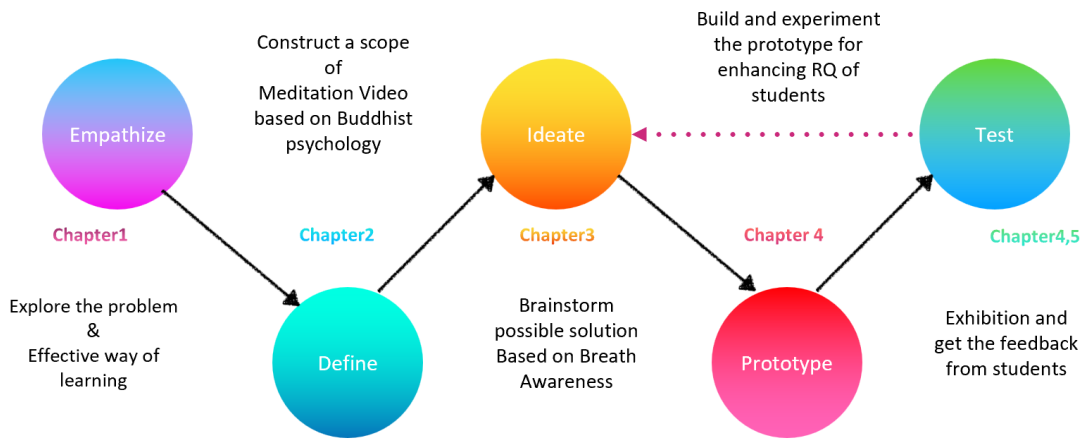 Empathize
Chapter1
Explore the problem
&
Effective way of
learning
Construct a scope
of
Meditation Video
based on Buddhist
psychology
Chapter2
Define
Ideate
Chapter3
Brainstorm
possible solution
Based on Breath
Awareness
Build and experiment
the prototype for
enhancing RQ of
students
Chapter 4
Prototype
Test
Chapter4,5
Exhibition and
get the feedback
from students